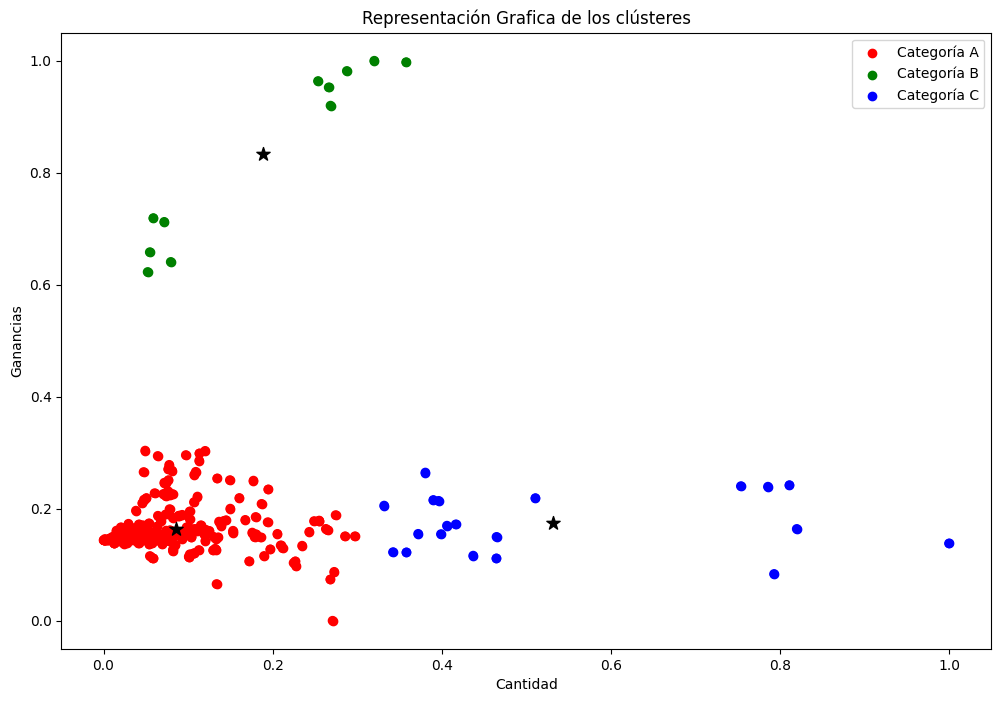 Representación Grafica de los clústeres
Categoría A
Categoría B
Categoría C
Ganancias
1.0
0.8
0.6
0.4
0.2
0.0
0.0 0.2 0.4 0.6 0.8 1.0
Cantidad